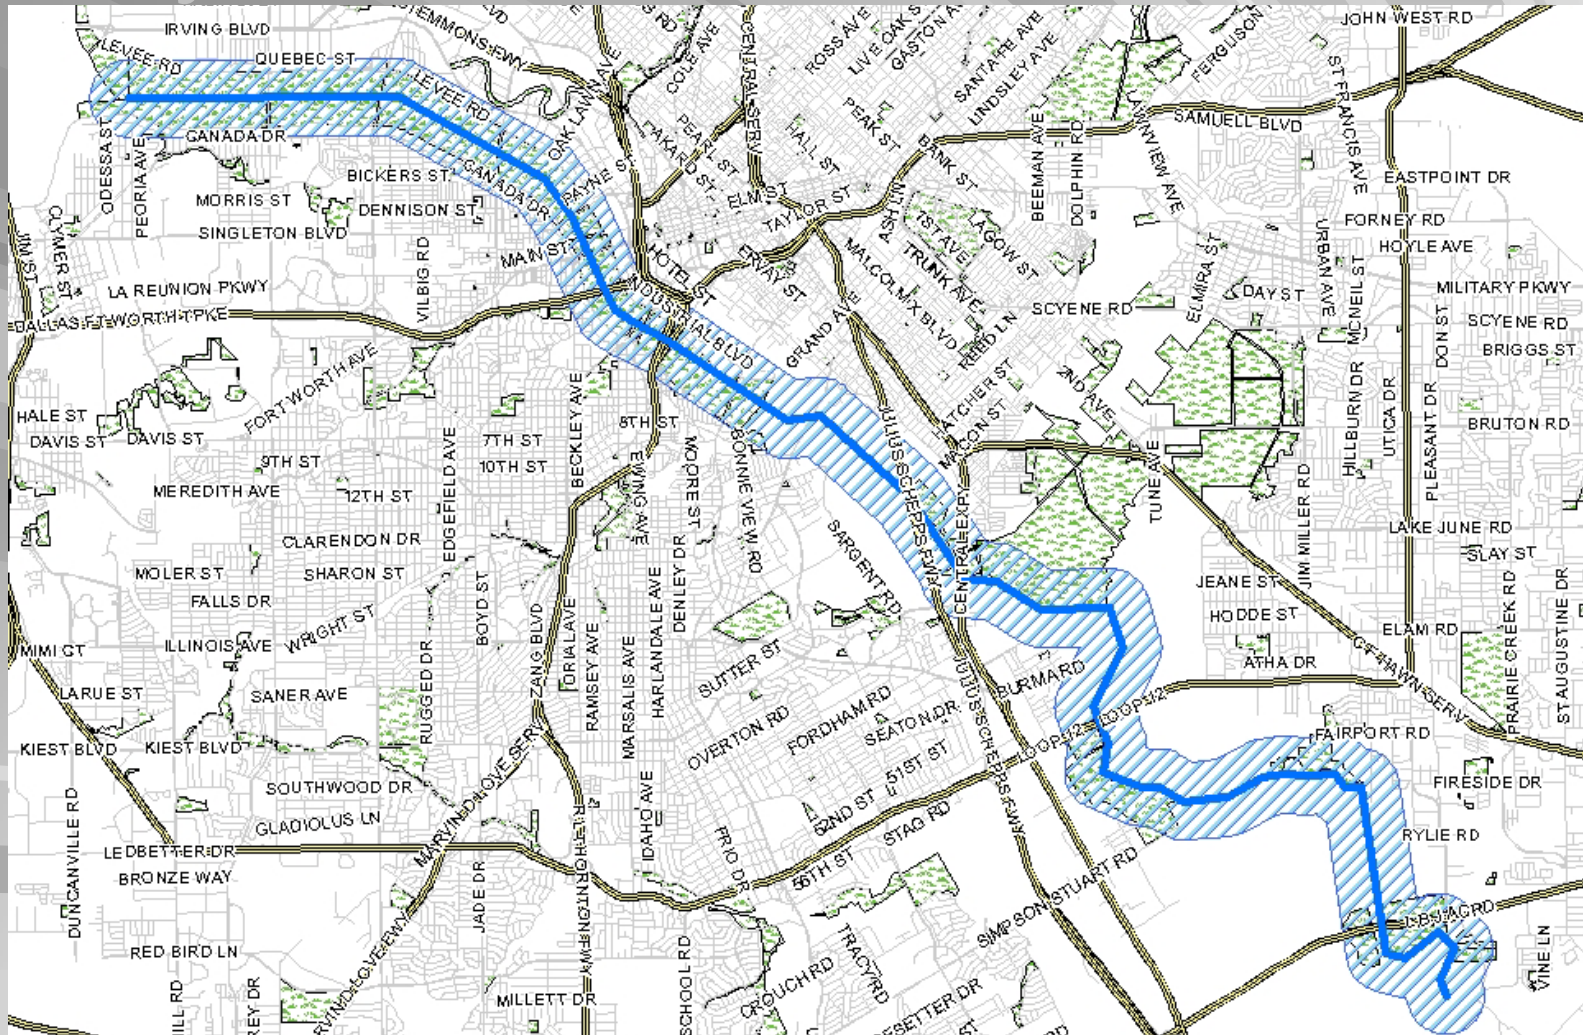 IRVING BLVD
STEMMONS FWY
COLE AVE
CENTRAL SERV
ROSS AVE
LIVE OAK S
GASTON A
SANTA FE AVE
LINDSLEY AVE
FERGUSON
JOHN WEST RD
LEVEE RD
QUEBEC ST
LEVEE RD
OAK LAWN AVE
PEAK ST
ST FRANCIS AVE
SAMUELL BLVD
CANADA DR
PEARL ST
PAKARD ST
HALL ST
BANK ST
BEEMAN AVE
DOLPHIN RD
LAWNVIEW AVE
ODESSA ST
PEORIA AVE
BICKERS ST
CANADA DR
PAYNE ST
EASTPOINT DR
MORRIS ST
DENNISON ST
ELM ST
TAYLOR ST
ASH LN
1ST AVE
LAGOW ST
FORNEY RD
CLYMER ST
SINGLETON BLVD
MAIN ST
HOYLE AVE
JIM ST
VILBIG RD
HOTEL ST
ERVAY ST
MALCOLM X BLVD
TRUNK AVE
ELMIRA ST
URBAN AVE
MCNEIL ST
LA REUNION PKWY
INDUSTRIAL BLVD
DAY ST
MILITARY PKWY
SCYENE RD
DALLAS FT WORTH TPKE
GRAND AVE
REED LN
DON ST
SCYENE RD
BRIGGS ST
FORT WORTH AVE
BECKLEY AVE
HATCHER ST
2ND AVE
HILLBURN DR
UTICA DR
PLEASANT DR
HALE ST
8TH ST
MACON ST
BRUTON RD
DAVIS ST
DAVIS ST
7TH ST
9TH ST
10TH ST
EDGEFIELD AVE
EWING AVE
MOORE ST
BONNIE VIEW RD
JULIUS SCHEPPS FWY
CENTRAL EXPY
TUNE AVE
JIM MILLER RD
MEREDITH AVE
12TH ST
LAKE JUNE RD
CLARENDON DR
SARGENT RD
SLAY ST
MOLER ST
SHARON ST
DENLEY DR
JEANE ST
PRAIRIE CREEK RD
ST AUGUSTINE DR
FALLS DR
BOYD ST
HARLANDALE AVE
WRIGHT ST
HODDE ST
ELAM RD
MIMI CT
ILLINOIS AVE
ZANG BLVD
RAMSEY AVE
MARSALIS AVE
SUTTER ST
ATHA DR
C F HAWN SERV
LARUE ST
SANER AVE
RUGGED DR
BURMA RD
FORDHAM RD
SEATON DR
OVERTON RD
LOOP 12
LOOP 12
JULIUS SCHEPPS FWY
KIEST BLVD
KIEST BLVD
FAIRPORT RD
51ST ST
SOUTHWOOD DR
MARVIN D LOVE SERV
FIRESIDE DR
DUNCANVILLE RD
GLADIOLUS LN
IDAHO AVE
52ND ST
STAG RD
RYLIE RD
LEDBETTER DR
BRONZE WAY
JADE DR
R L THORNTON FWY
FRIO DR
56TH ST
SIMPSON STUART RD
RED BIRD LN
TRACY RD
VINE LN
CROUCH RD
MILLETT DR